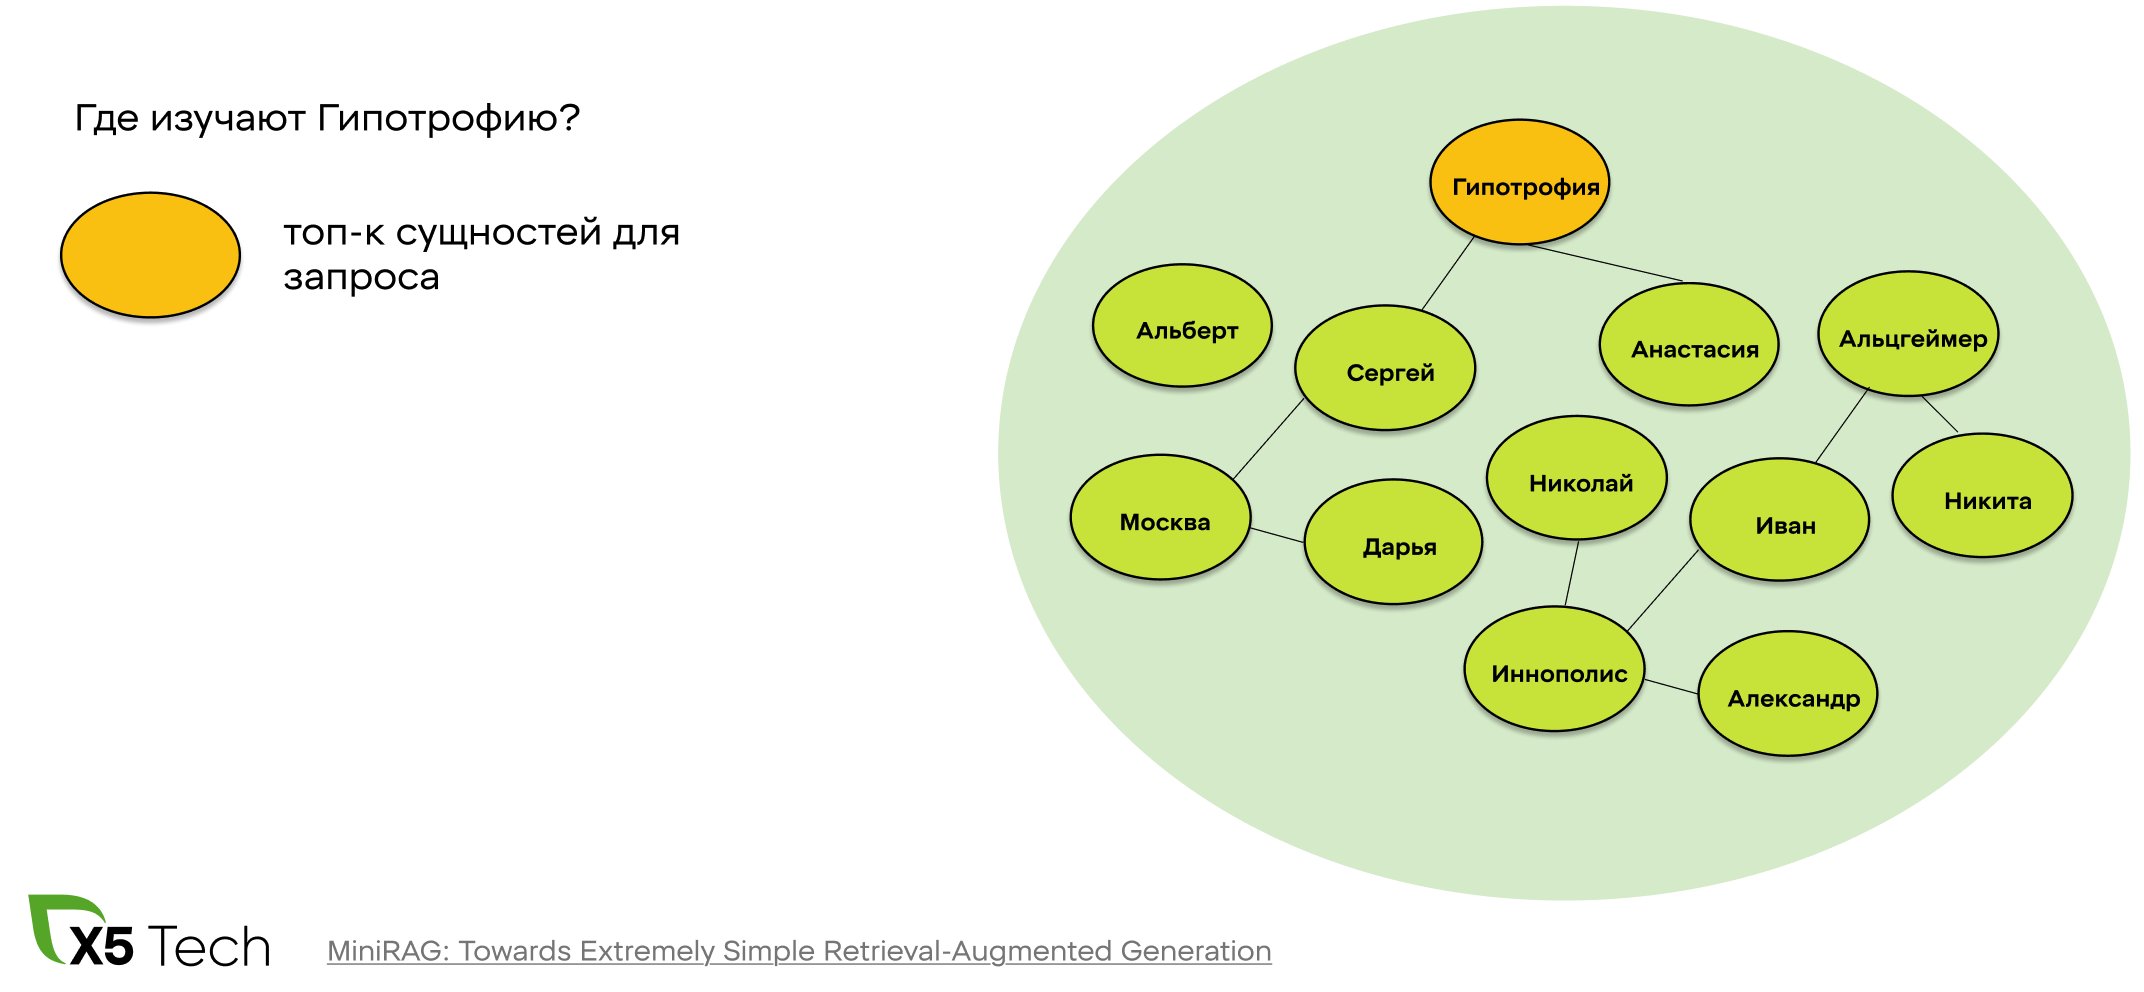 Где изучают Гипотрофию?
топ-к сущностей для
запроса
Гипотрофия
Альберт
Сергей
Анастасия
Альцгеймер
Москва
Дарья
Николай
Иван
Никита
Иннополис
Александр
X5 Tech
MiniRAG: Towards Extremely Simple Retrieval-Augmented Generation